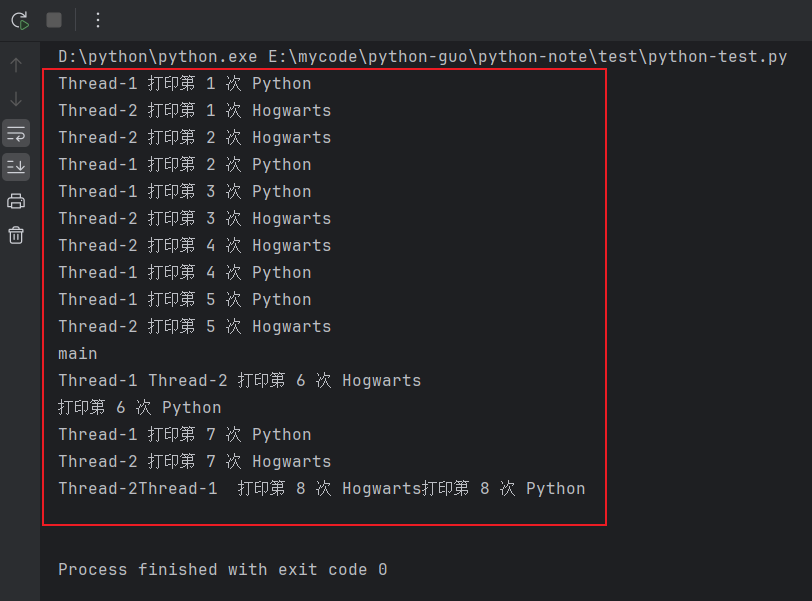 D:\python\python.exe E:\mycode\python-guo\python-note\test\python-test.py
Thread-1 打印第 1 次 Python
Thread-2 打印第 1 次 Hogwarts
Thread-2 打印第 2 次 Hogwarts
Thread-1 打印第 2 次 Python
Thread-1 打印第 3 次 Python
Thread-2 打印第 3 次 Hogwarts
Thread-2 打印第 4 次 Hogwarts
Thread-1 打印第 4 次 Python
Thread-1 打印第 5 次 Python
Thread-2 打印第 5 次 Hogwarts
main
Thread-1 Thread-2 打印第 6 次 Hogwarts
打印第 6 次 Python
Thread-1 打印第 7 次 Python
Thread-2 打印第 7 次 Hogwarts
Thread-2Thread-1  打印第 8 次 Hogwarts打印第 8 次 Python
Process finished with exit code 0